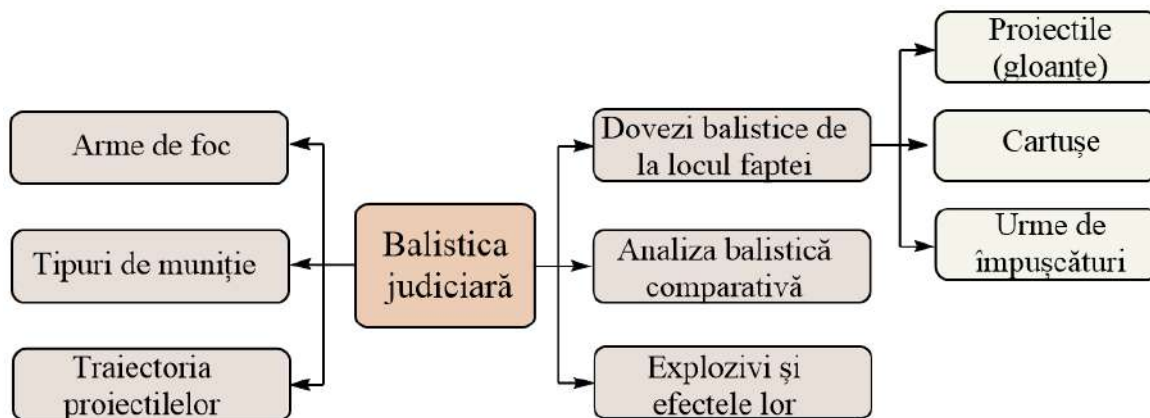 Arme de foc
Tipuri de muniție
Traiectoria
proiectilelor
Balistica
judiciară
Dovezi balistice de
la locul faptei
Analiza balistică
comparativă
Explozivi și
efectele lor
Proiectile
(gloanțe)
Cartușe
Urme de
împușcături